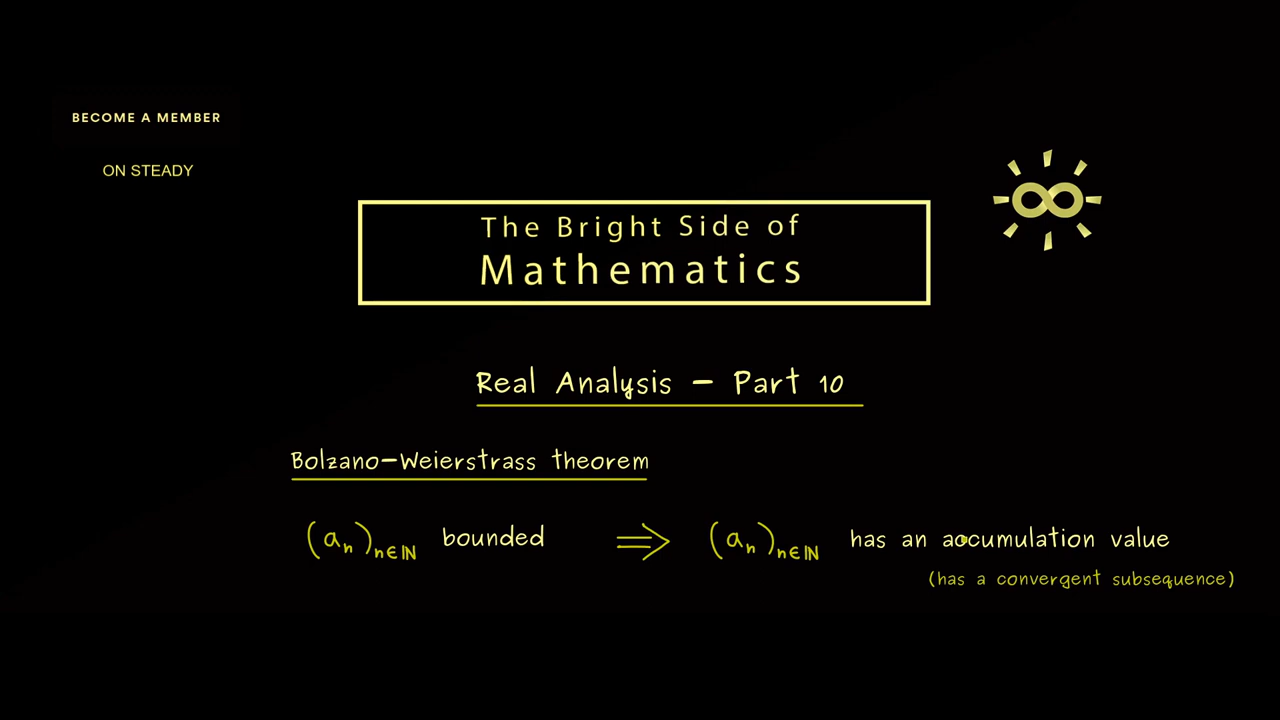 BECOME A MEMBER
ON STEADY
The Bright Side of
Mathematics
Real Analysis – Part 10
Bolzano–Weierstrass theorem
(aₙ)ₙ∈ℕ bounded ⟹ (aₙ)ₙ∈ℕ has an accumulation value
(has a convergent subsequence)